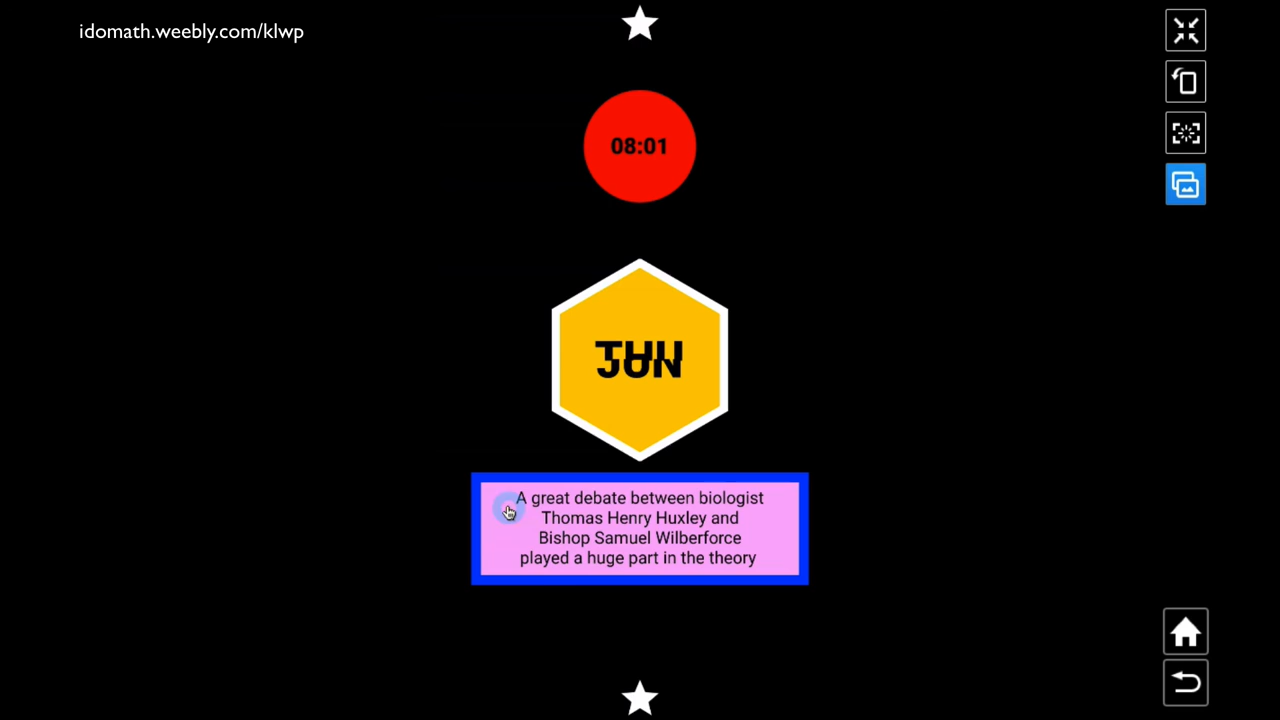 idomath.weebly.com/klwp
08:01
A great debate between biologist
Thomas Henry Huxley and
Bishop Samuel Wilberforce
played a huge part in the theory